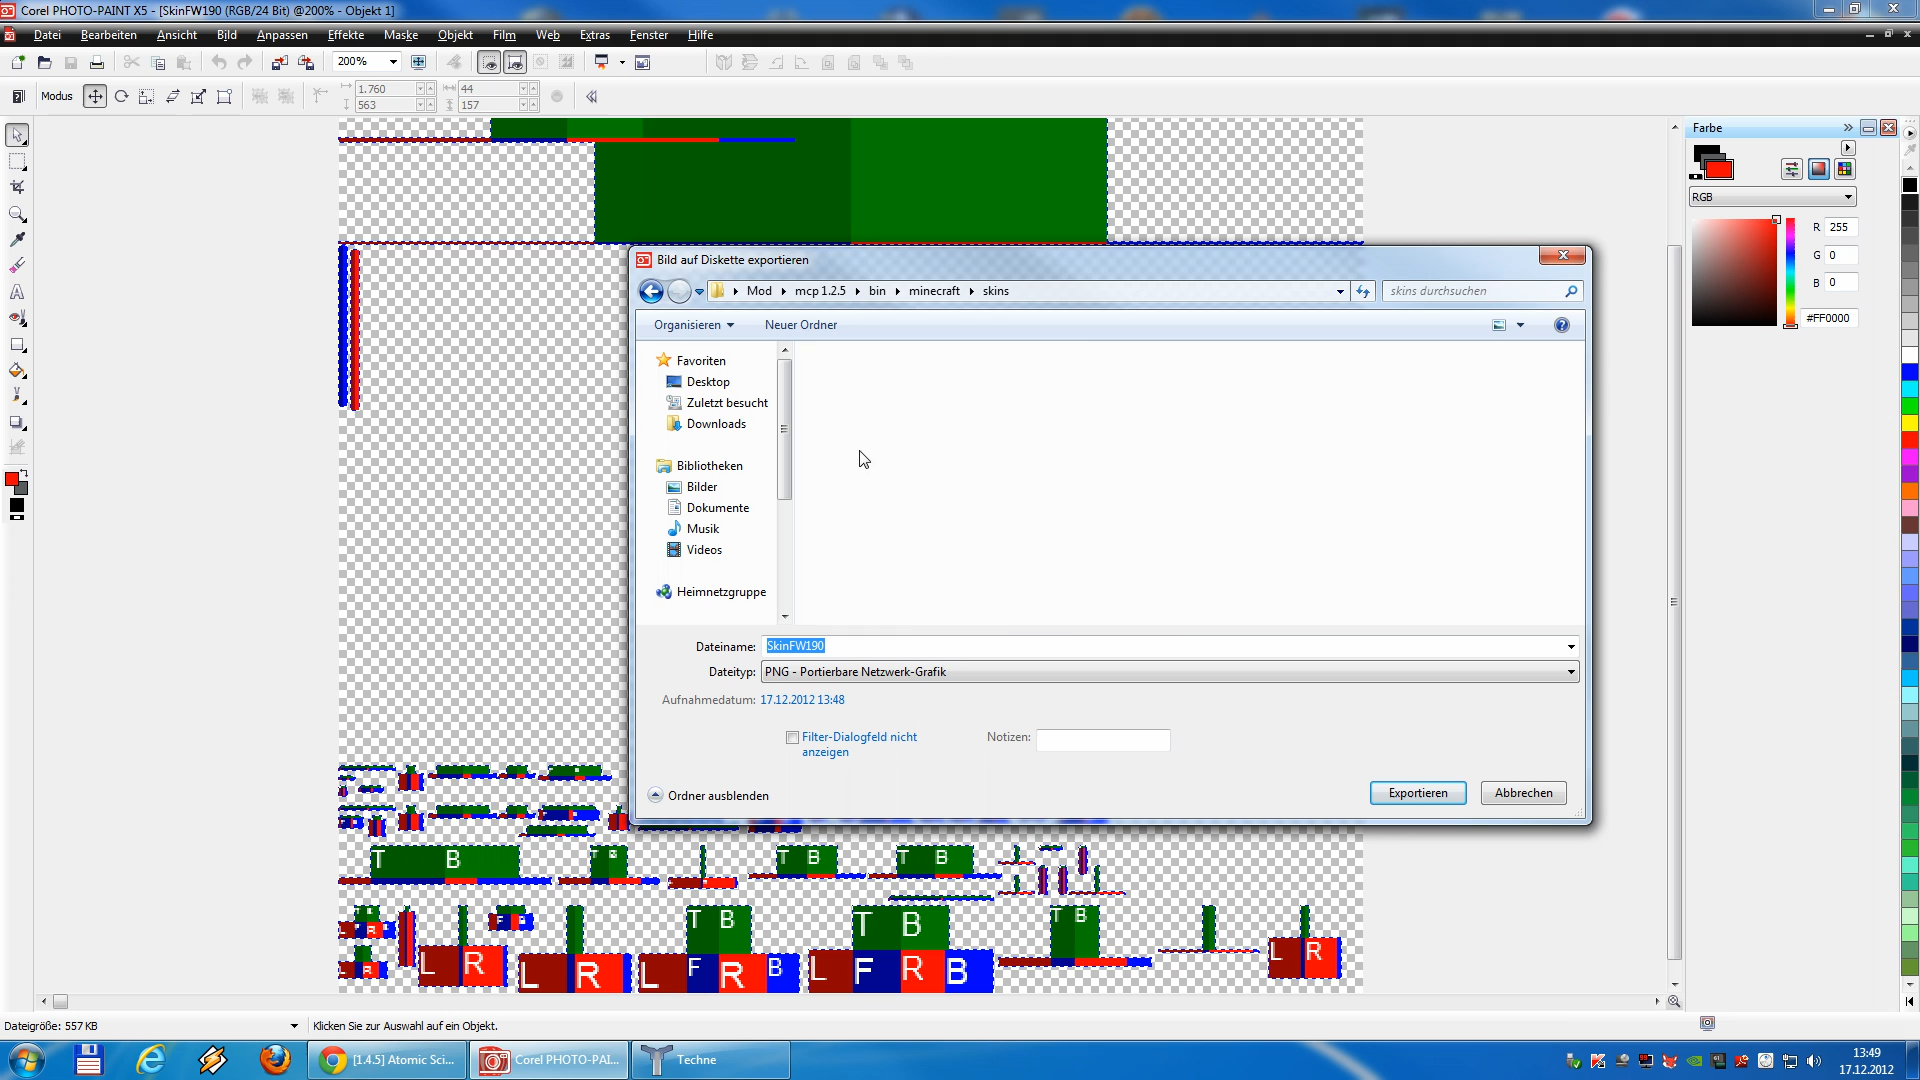 Corel PHOTO-PAINT X5 - [SkinFW190 (RGB/24 Bit) @200% - Objekt 1]
Datei Bearbeiten Ansicht Bild Anpassen Effekte Maske Objekt Film Web Extras Fenster Hilfe
200%
Modus
1.760 44
563 157
Farbe
RGB
R 255
G 0
B 0
#FF0000
Bild auf Diskette exportieren
Mod mcp 1.2.5 bin minecraft skins
skins durchsuchen
Organisieren Neuer Ordner
Favoriten
Desktop
Zuletzt besucht
Downloads
Bibliotheken
Bilder
Dokumente
Musik
Videos
Heimnetzgruppe
Dateiname: SkinFW190
Dateityp: PNG - Portierbare Netzwerk-Grafik
Aufnahmedatum: 17.12.2012 13:48
Filter-Dialogfeld nicht
anzeigen
Notizen:
Ordner ausblenden
Exportieren Abbrechen
T B T B T B T B
T B T B T B
L R L R L F R B L F R B L R
Dateigröße: 557 KB Klicken Sie zur Auswahl auf ein Objekt.
[1.4.5] Atomic Sci... Corel PHOTO-PAI... Techne
13:49
17.12.2012